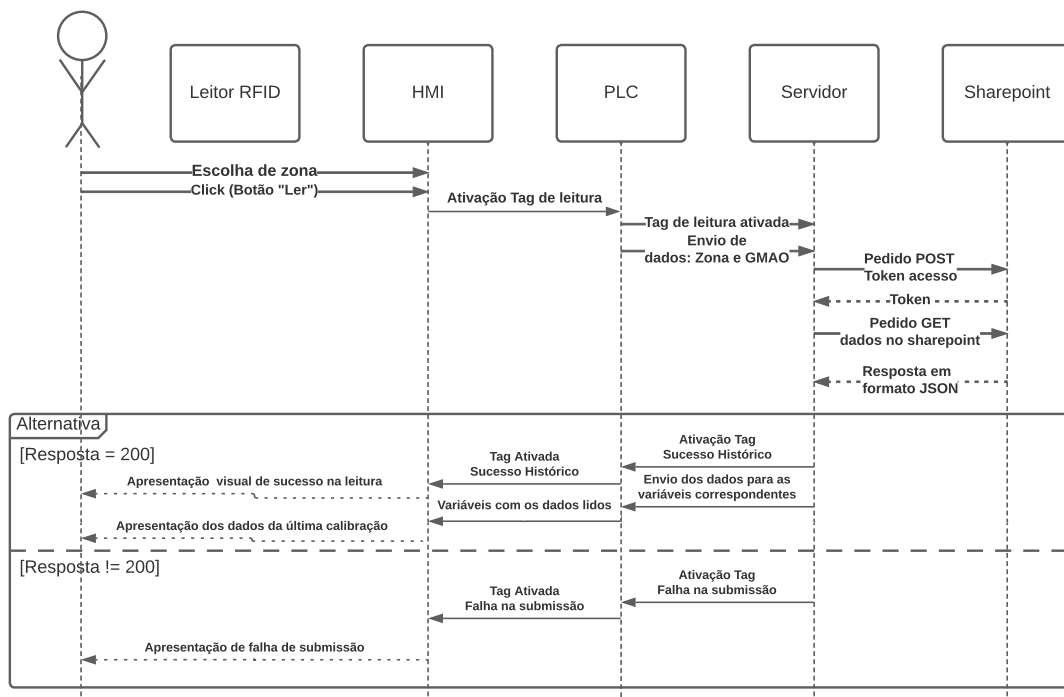 Leitor RFID
HMI
PLC
Servidor
Sharepoint
Escolha de zona
Click (Botão "Ler")
Ativação Tag de leitura
Tag de leitura ativada
Envio de
dados: Zona e GMAO
Pedido POST
Token acesso
Token
Pedido GET
dados no sharepoint
Resposta em
formato JSON
Alternativa
[Resposta = 200]
Ativação Tag
Sucesso Histórico
Tag Ativada
Sucesso Histórico
Apresentação visual de sucesso na leitura
Envio dos dados para as
variáveis correspondentes
Variáveis com os dados lidos
Apresentação dos dados da última calibração
[Resposta != 200]
Ativação Tag
Falha na submissão
Tag Ativada
Falha na submissão
Apresentação de falha de submissão